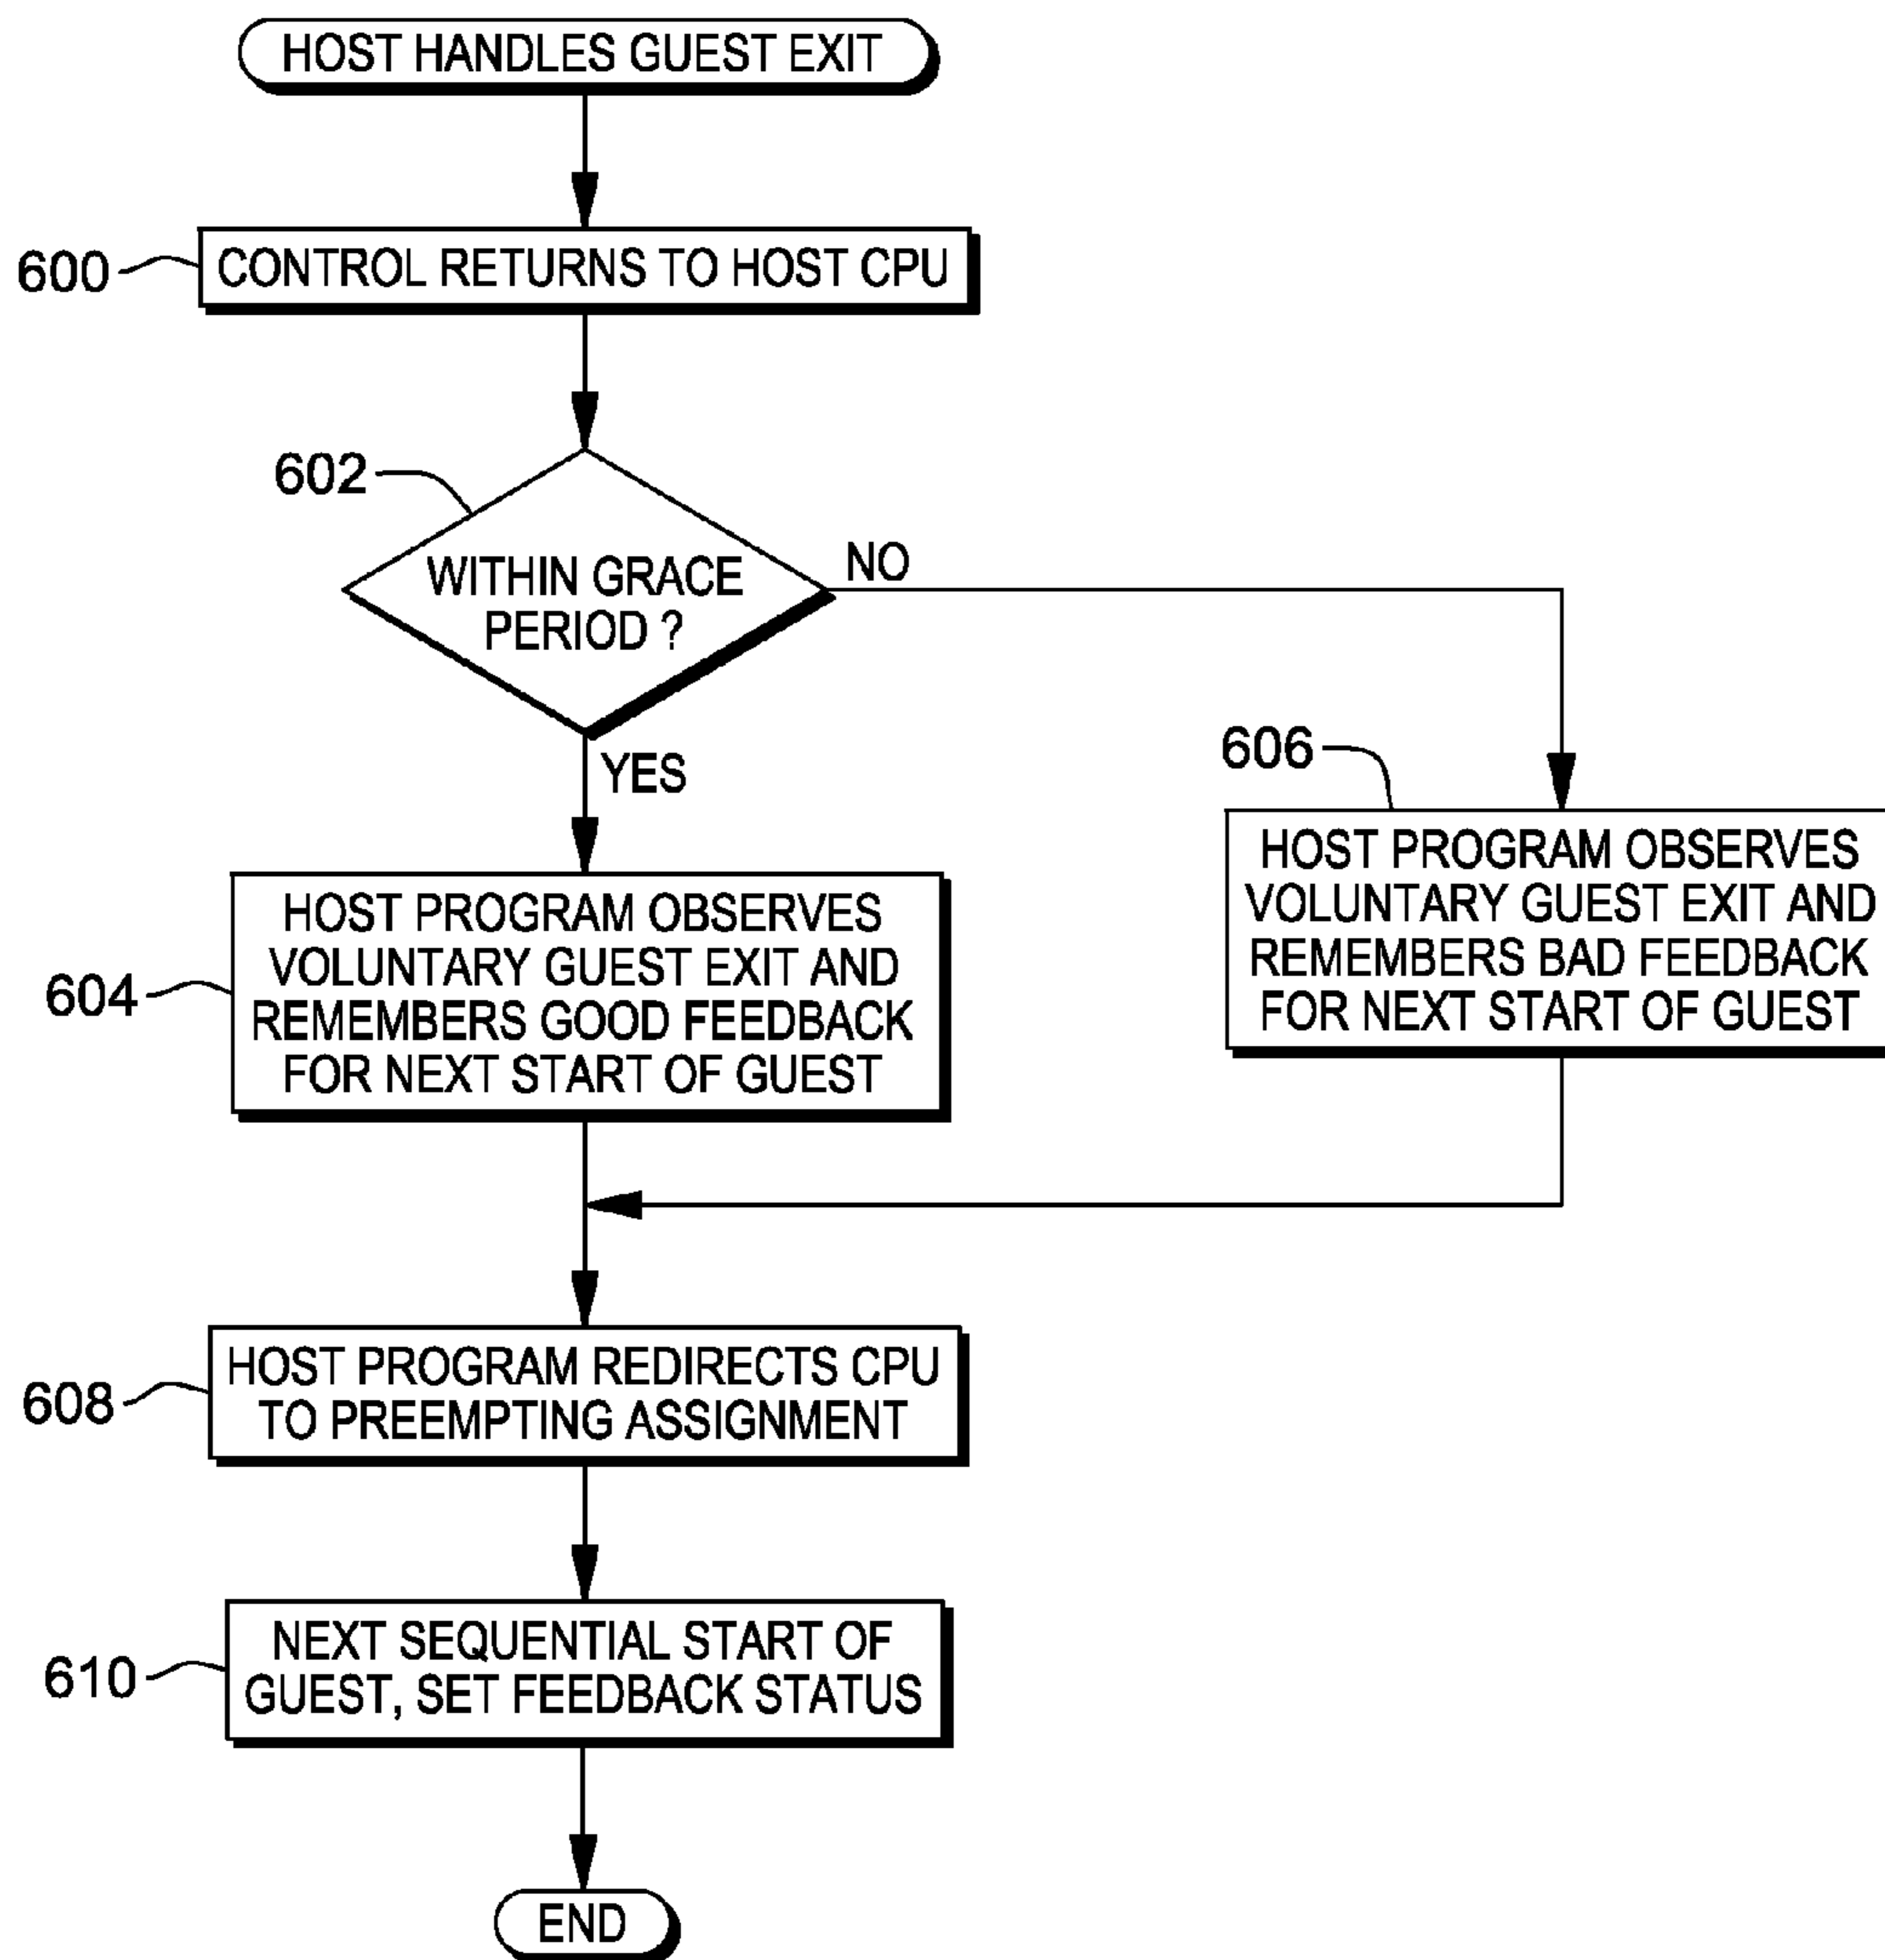 HOST HANDLES GUEST EXIT
600
CONTROL RETURNS TO HOST CPU
602
WITHIN GRACE
PERIOD ?
NO
YES
604
HOST PROGRAM OBSERVES
VOLUNTARY GUEST EXIT AND
REMEMBERS GOOD FEEDBACK
FOR NEXT START OF GUEST
606
HOST PROGRAM OBSERVES
VOLUNTARY GUEST EXIT AND
REMEMBERS BAD FEEDBACK
FOR NEXT START OF GUEST
608
HOST PROGRAM REDIRECTS CPU
TO PREEMPTING ASSIGNMENT
610
NEXT SEQUENTIAL START OF
GUEST, SET FEEDBACK STATUS
END